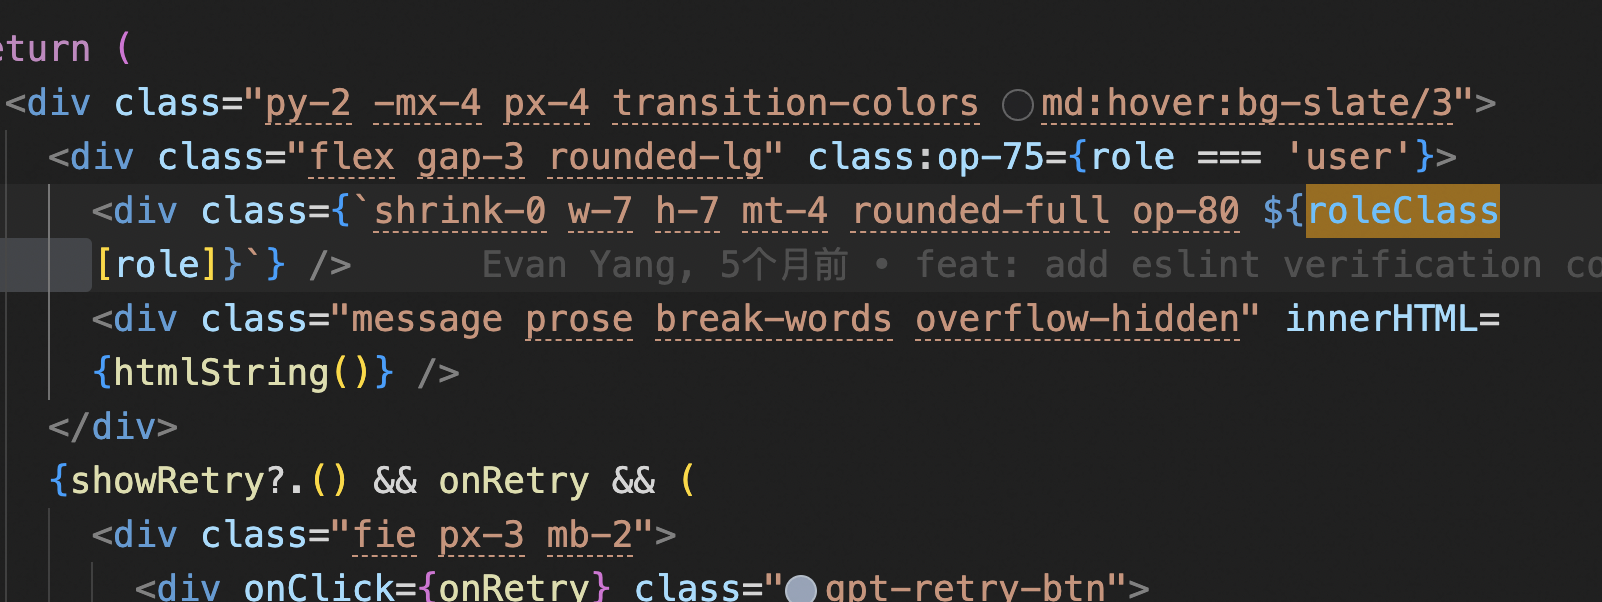 eturn (
<div class="py-2 -mx-4 px-4 transition-colors md:hover:bg-slate/3">
<div class="flex gap-3 rounded-lg" class:op-75={role === 'user'}>
<div class={`shrink-0 w-7 h-7 mt-4 rounded-full op-80 ${roleClass
[role]}`} /> Evan Yang, 5个月前 • feat: add eslint verification co
<div class="message prose break-words overflow-hidden" innerHTML=
{htmlString()} />
</div>
{showRetry?.() && onRetry && (
<div class="fie px-3 mb-2">
<div onClick={onRetry} class="gpt-retry-btn">